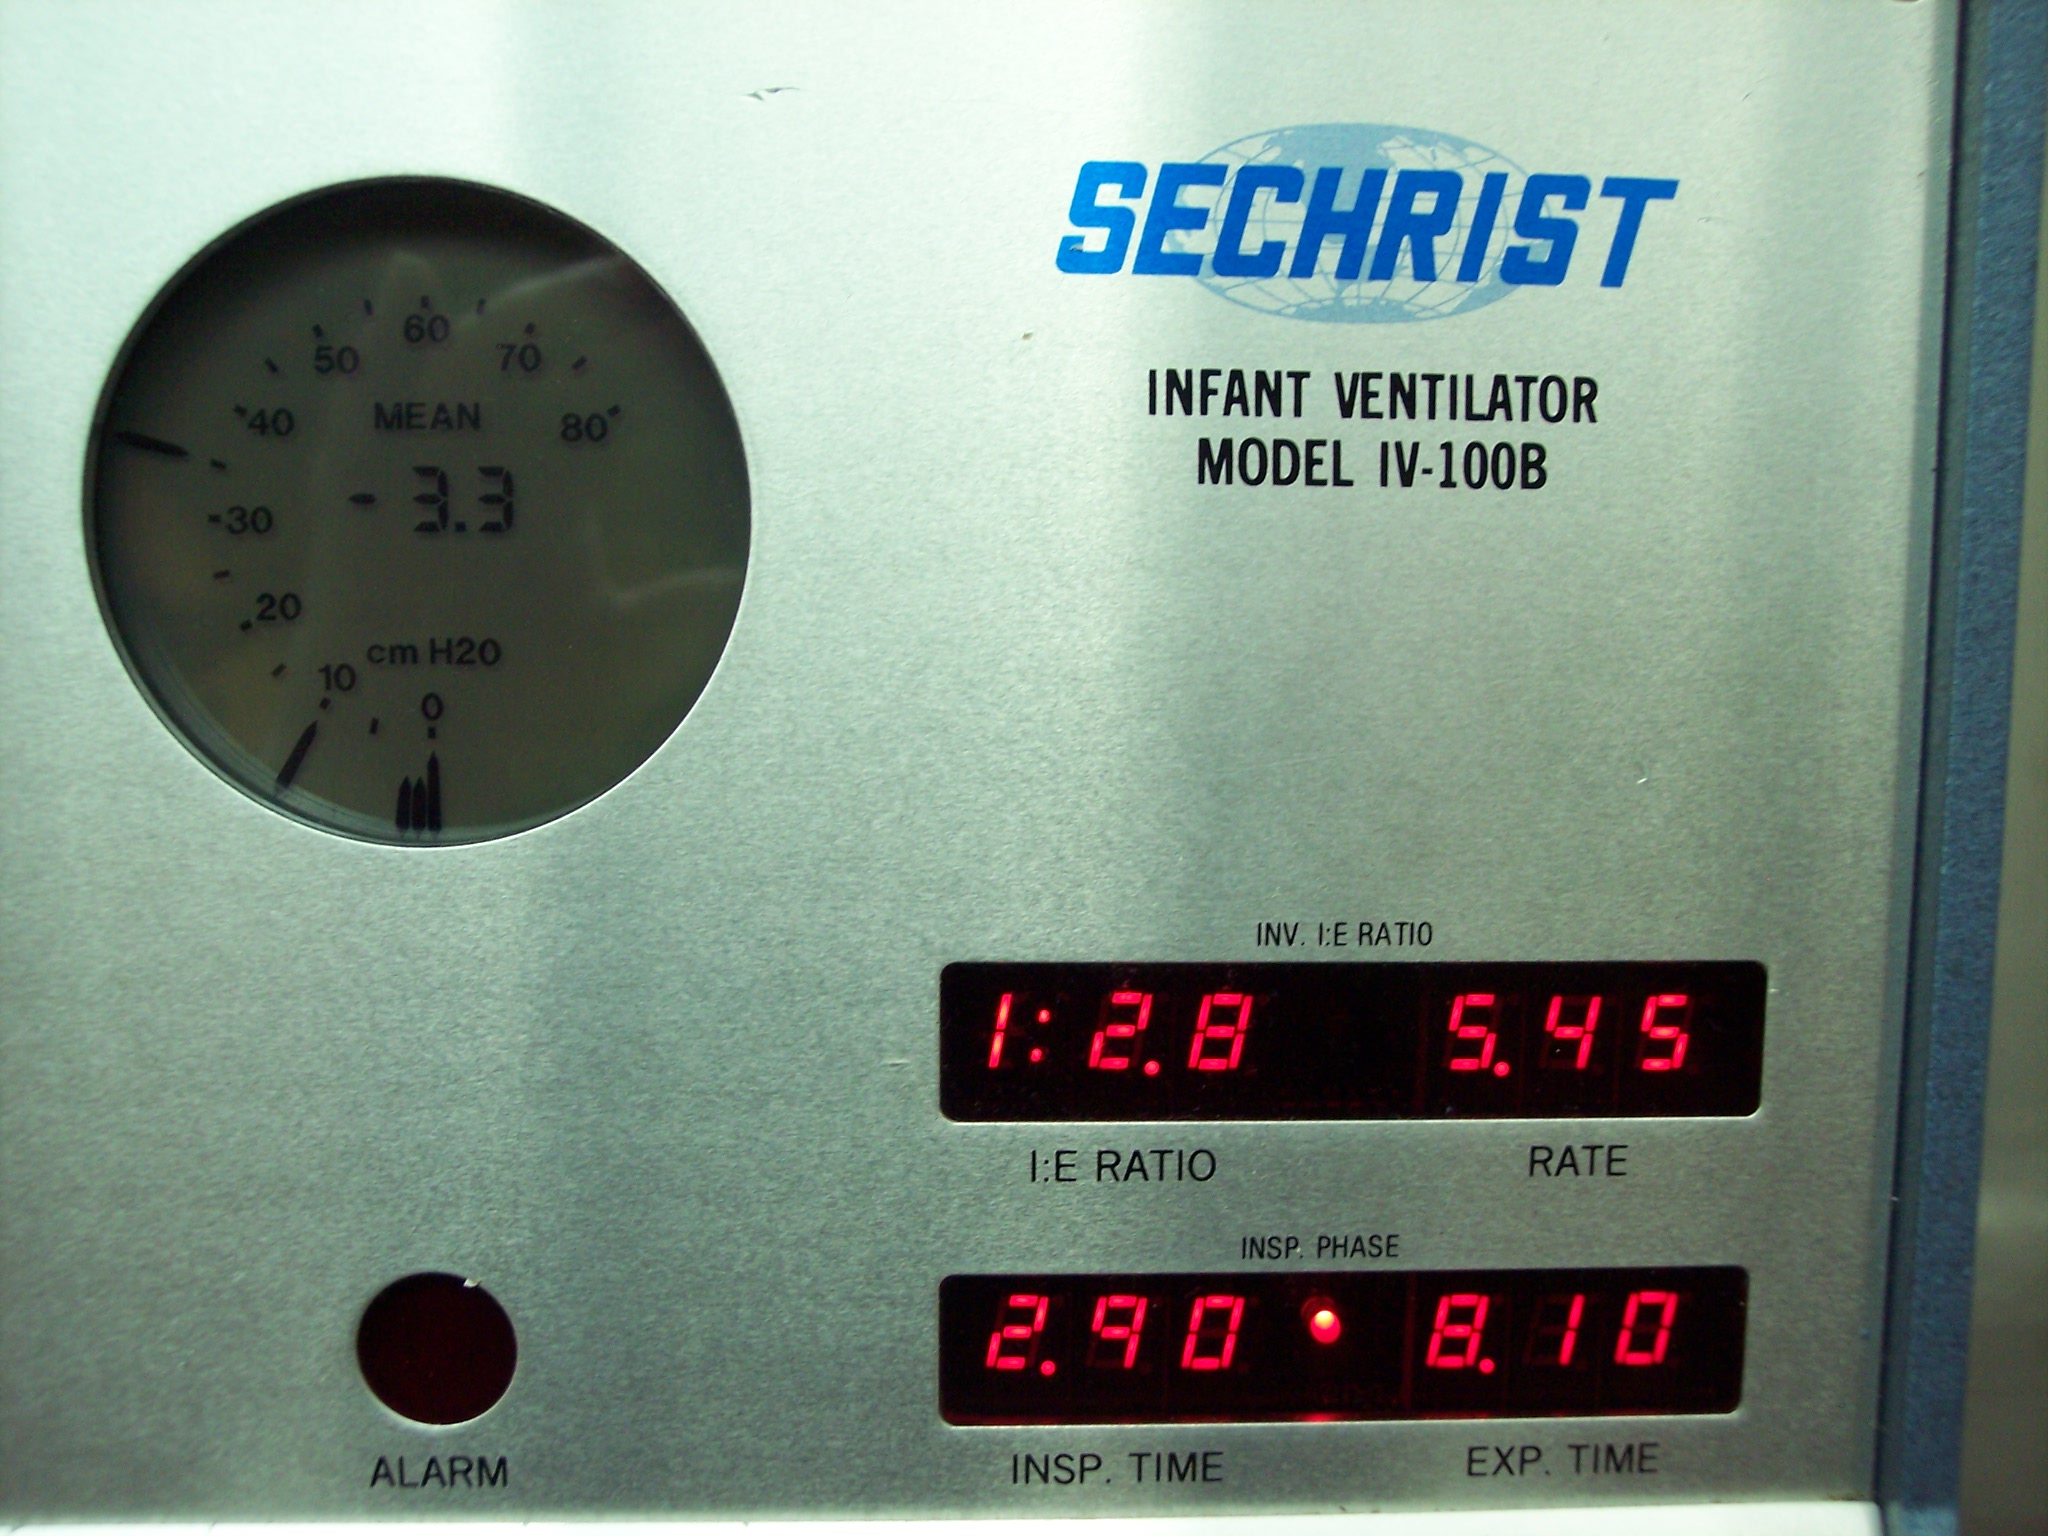 SECHRIST
INFANT VENTILATOR
MODEL IV-100B
60
50 70
40 MEAN 80
- 3.3
30
20
cm H20
10
0
INV. I:E RATIO
1:2.8 5.45
I:E RATIO RATE
INSP. PHASE
2.90 8.10
INSP. TIME EXP. TIME
ALARM